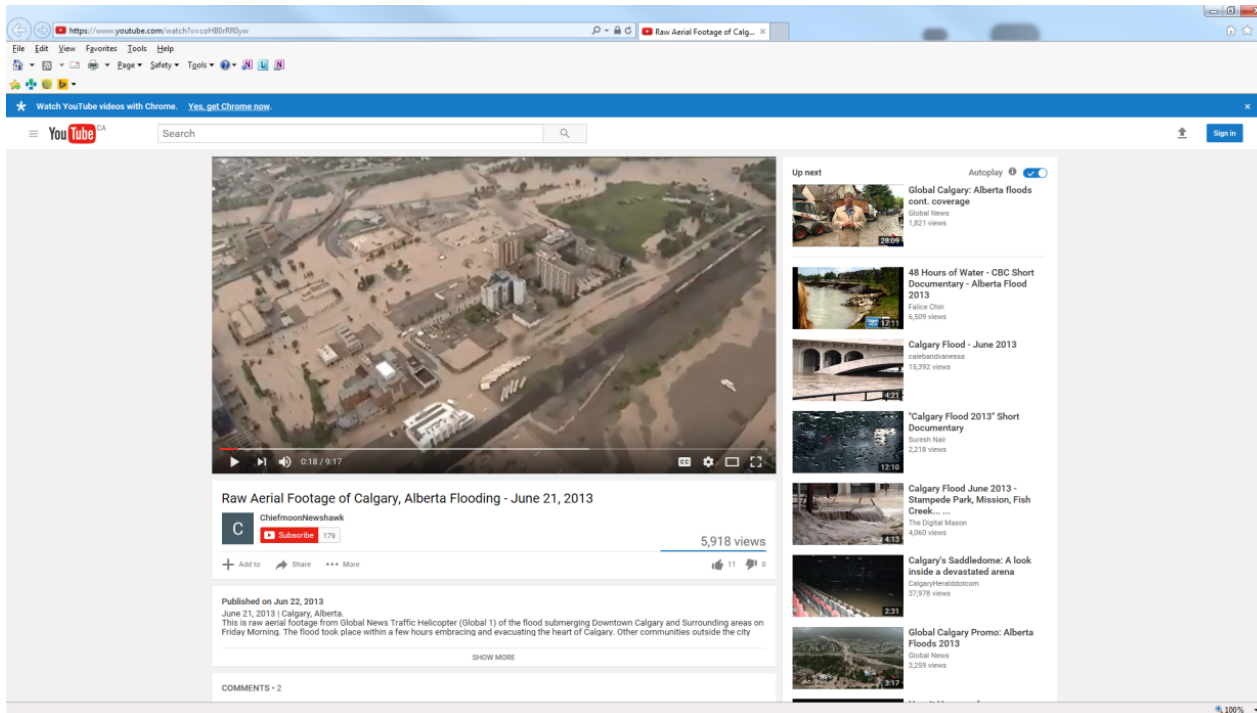 https://www.youtube.com/watch?v=coHB0rRR0yw
Raw Aerial Footage of Calg...
File Edit View Favorites Tools Help
Page Safety Tools
Watch YouTube videos with Chrome. Yes, get Chrome now.
YouTube CA
Search
Sign in
0:18 / 9:17
CC
Raw Aerial Footage of Calgary, Alberta Flooding - June 21, 2013
C
ChiefmoonNewshawk
Subscribe 179
5,918 views
Add to Share More
11 0
Published on Jun 22, 2013
June 21, 2013 | Calgary, Alberta.
This is raw aerial footage from Global News Traffic Helicopter (Global 1) of the flood submerging Downtown Calgary and Surrounding areas on
Friday Morning. The flood took place within a few hours embracing and evacuating the heart of Calgary. Other communities outside the city
SHOW MORE
COMMENTS • 2
Up next
Autoplay
Global Calgary: Alberta floods
cont. coverage
Global News
1,821 views
28:09
48 Hours of Water - CBC Short
Documentary - Alberta Flood
2013
Falice Chin
6,509 views
17:11
Calgary Flood - June 2013
calebandvanessa
15,392 views
4:21
"Calgary Flood 2013" Short
Documentary
Suresh Nair
2,218 views
12:10
Calgary Flood June 2013 -
Stampede Park, Mission, Fish
Creek... ...
The Digital Mason
4,060 views
4:13
Calgary's Saddledome: A look
inside a devastated arena
CalgaryHeralddotcom
37,978 views
2:31
Global Calgary Promo: Alberta
Floods 2013
Global News
3,259 views
3:17
100%